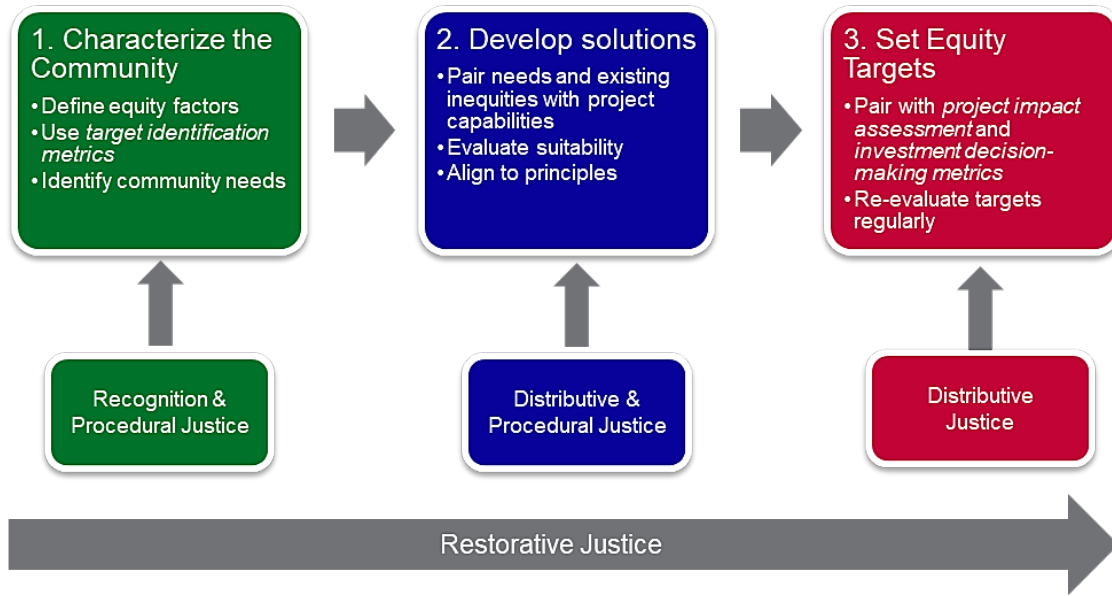 1. Characterize the
Community
• Define equity factors
• Use target identification
metrics
• Identify community needs
2. Develop solutions
• Pair needs and existing
inequities with project
capabilities
• Evaluate suitability
• Align to principles
3. Set Equity
Targets
• Pair with project impact
assessment and
investment decision-
making metrics
• Re-evaluate targets
regularly
Recognition &
Procedural Justice
Distributive &
Procedural Justice
Distributive
Justice
Restorative Justice